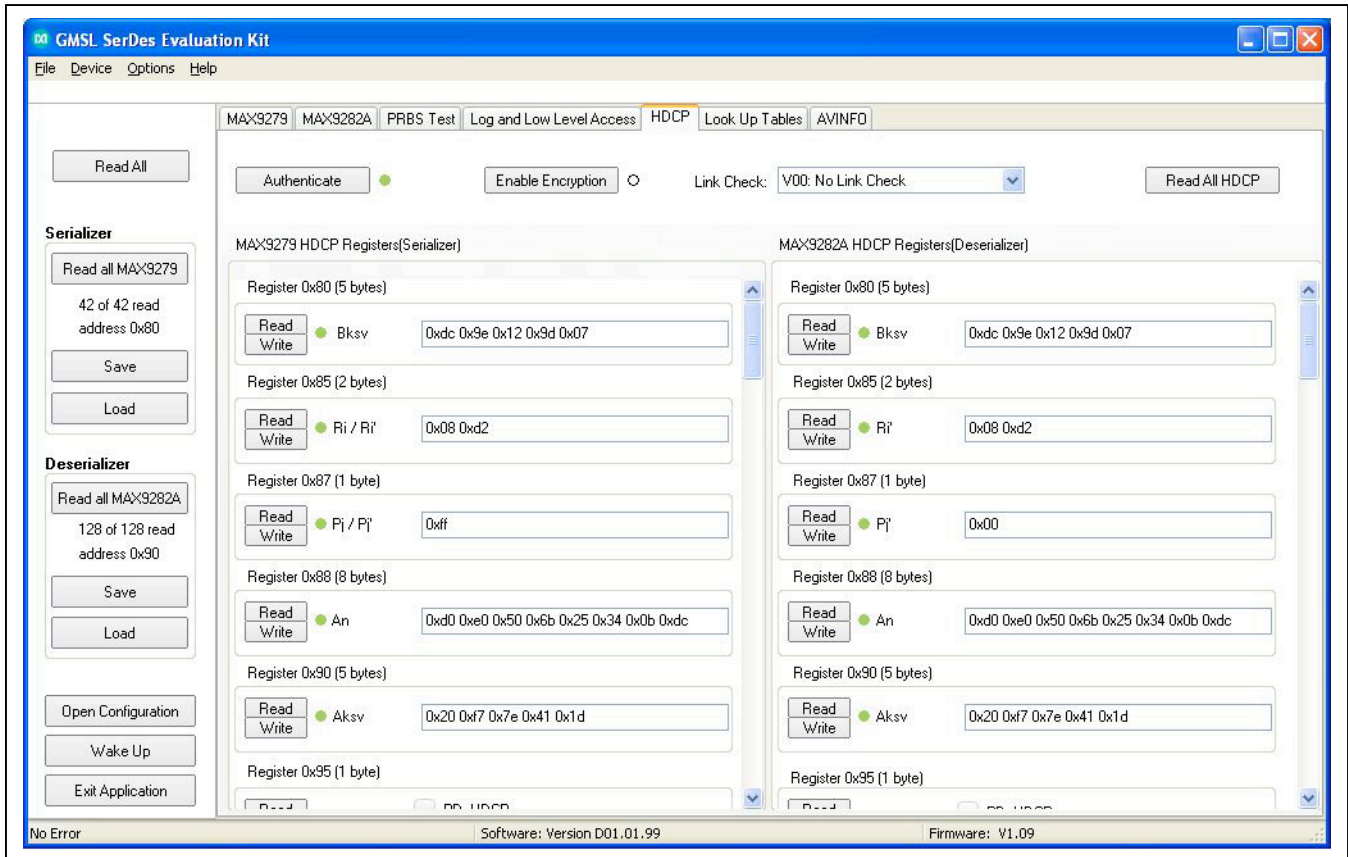 GMSL SerDes Evaluation Kit
File Device Options Help
MAX9279 MAX9282A PRBS Test Log and Low Level Access HDCP Look Up Tables AVINFO
Read All
Authenticate Enable Encryption Link Check: V00: No Link Check Read All HDCP
Serializer
Read all MAX9279
42 of 42 read
address 0x80
Save
Load
Deserializer
Read all MAX9282A
128 of 128 read
address 0x90
Save
Load
Open Configuration
Wake Up
Exit Application
MAX9279 HDCP Registers(Serializer)
Register 0x80 (5 bytes)
Read
Write
Bksv 0xdc 0x9e 0x12 0x9d 0x07
Register 0x85 (2 bytes)
Read
Write
Ri / Ri' 0x08 0xd2
Register 0x87 (1 byte)
Read
Write
Pj / Pj' 0xff
Register 0x88 (8 bytes)
Read
Write
An 0xd0 0xe0 0x50 0x6b 0x25 0x34 0x0b 0xdc
Register 0x90 (5 bytes)
Read
Write
Aksv 0x20 0xf7 0x7e 0x41 0x1d
Register 0x95 (1 byte)
Read
MAX9282A HDCP Registers(Deserializer)
Register 0x80 (5 bytes)
Read
Write
Bksv 0xdc 0x9e 0x12 0x9d 0x07
Register 0x85 (2 bytes)
Read
Write
Ri' 0x08 0xd2
Register 0x87 (1 byte)
Read
Write
Pj' 0x00
Register 0x88 (8 bytes)
Read
Write
An 0xd0 0xe0 0x50 0x6b 0x25 0x34 0x0b 0xdc
Register 0x90 (5 bytes)
Read
Write
Aksv 0x20 0xf7 0x7e 0x41 0x1d
Register 0x95 (1 byte)
Read
No Error Software: Version D01.01.99 Firmware: V1.09